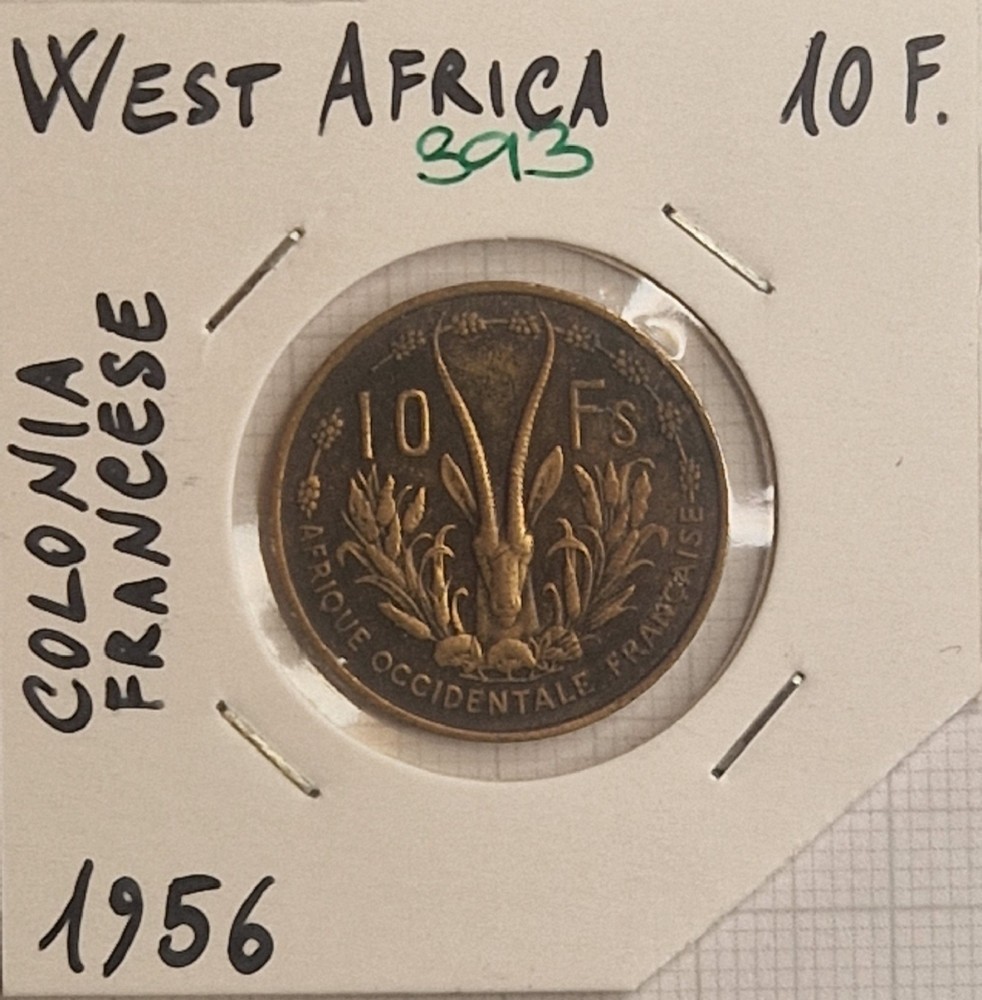 WEST AFRICA 10 F.
393
COLONIA
FRANCESE
10 Fs
AFRIQUE OCCIDENTALE FRANÇAISE
1956